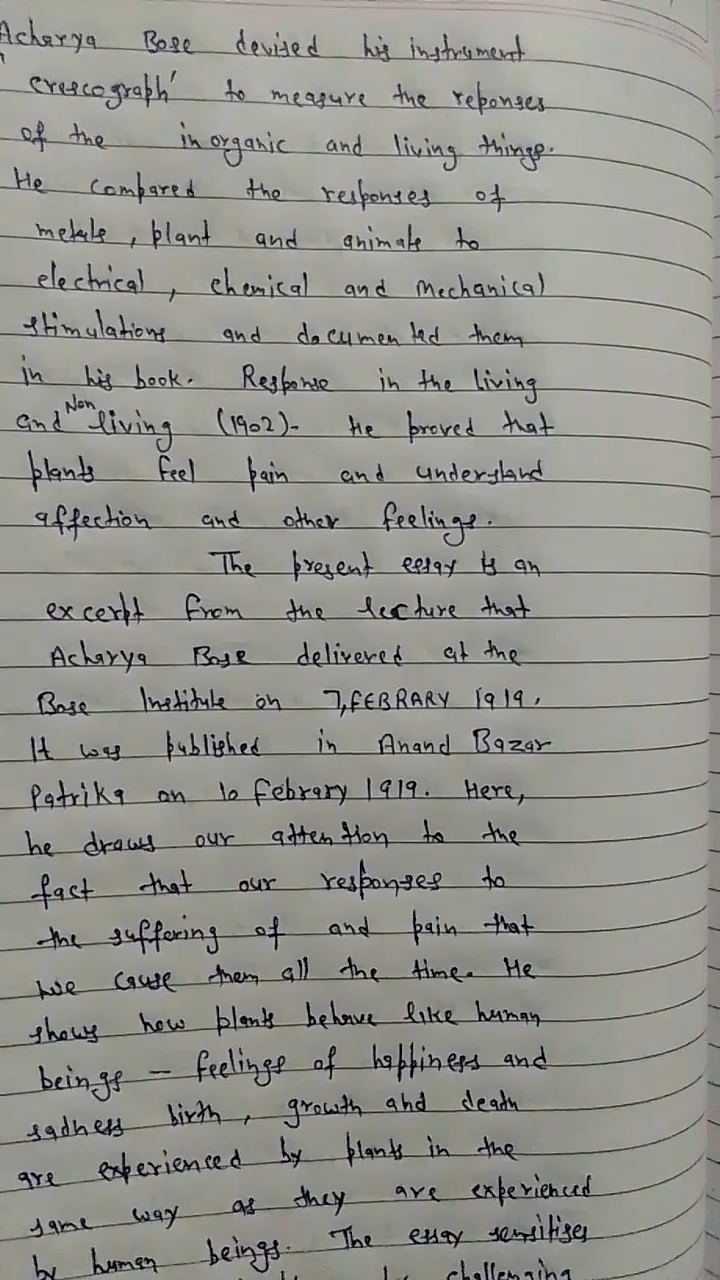 Acharya Bose devised his instrument
'crescograph' to measure the reponses
of the inorganic and living things.
He compared the responses of
metals, plant and animals to
electrical, chemical and mechanical
stimulations and documented them
in his book. Response in the living
and Non living (1902). He proved that
plants feel pain and understand
affection and other feelings.
The present essay is an
excerpt from the lecture that
Acharya Bose delivered at the
Bose Institute on 7,FEBRARY 1919.
It was published in Anand Bazar
Patrika on 10 Febrary 1919. Here,
he draws our attention to the
fact that our responses to
the suffering of and pain that
we cause them all the time. He
shows how plants behave like human
beings - feelings of happiness and
sadness birth, growth and death
are experienced by plants in the
same way as they are experienced
by human beings. The essay sensitises
challenging